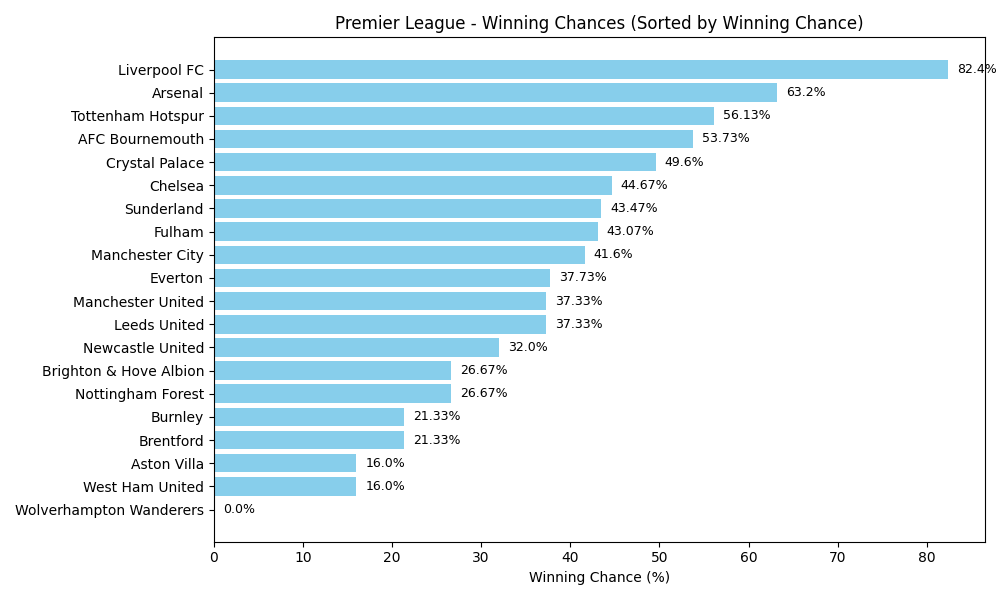 Premier League - Winning Chances (Sorted by Winning Chance)
Liverpool FC 82.4%
Arsenal 63.2%
Tottenham Hotspur 56.13%
AFC Bournemouth 53.73%
Crystal Palace 49.6%
Chelsea 44.67%
Sunderland 43.47%
Fulham 43.07%
Manchester City 41.6%
Everton 37.73%
Manchester United 37.33%
Leeds United 37.33%
Newcastle United 32.0%
Brighton & Hove Albion 26.67%
Nottingham Forest 26.67%
Burnley 21.33%
Brentford 21.33%
Aston Villa 16.0%
West Ham United 16.0%
Wolverhampton Wanderers 0.0%
0 10 20 30 40 50 60 70 80
Winning Chance (%)